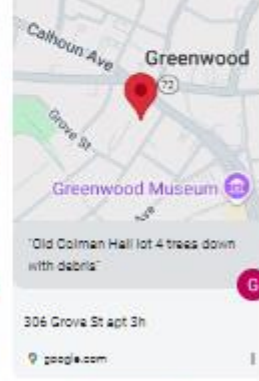 Calhoun Ave
Greenwood
72
Grove St
Greenwood Museum
Ave
"Old Colman Hall lot 4 trees down
with debris"
G
306 Grove St apt 3h
google.com